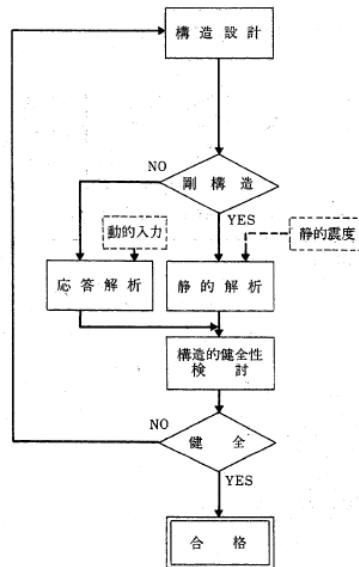 構造設計
NO
剛構造
動的入力
YES
静的震度
応答解析
静的解析
構造的健全性
検討
NO
健全
YES
合格